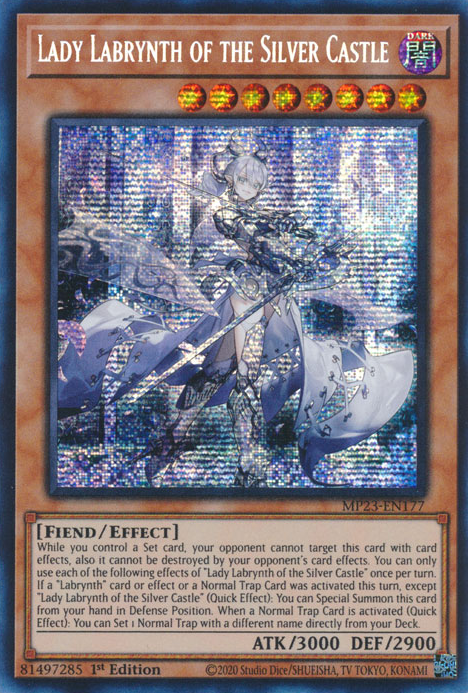 LADY LABRYNTH OF THE SILVER CASTLE
DARK
闇
MP23-EN177
[FIEND/EFFECT]
While you control a Set card, your opponent cannot target this card with card
effects, also it cannot be destroyed by your opponent's card effects. You can only
use each of the following effects of "Lady Labrynth of the Silver Castle" once per turn.
If a "Labrynth" card or effect or a Normal Trap Card was activated this turn, except
"Lady Labrynth of the Silver Castle" (Quick Effect): You can Special Summon this card
from your hand in Defense Position. When a Normal Trap Card is activated (Quick
Effect): You can Set 1 Normal Trap with a different name directly from your Deck.
ATK/3000 DEF/2900
81497285 1st Edition ©2020 Studio Dice/SHUEISHA, TV TOKYO, KONAMI